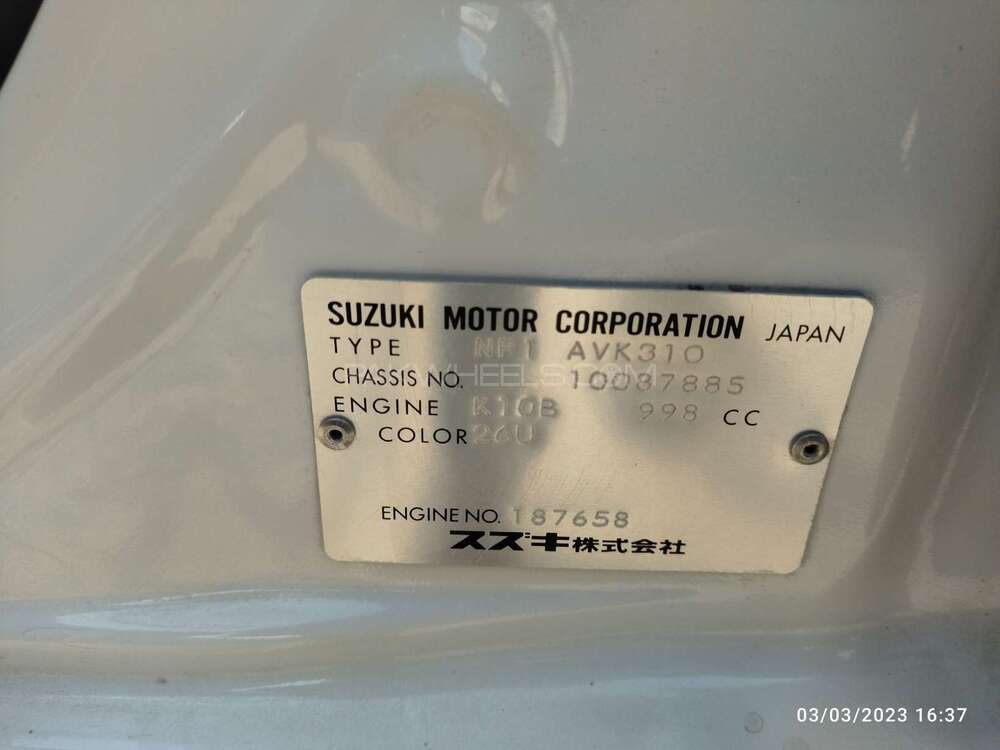 SUZUKI MOTOR CORPORATION JAPAN
TYPE NF1 AVK310
CHASSIS NO. 10087885
ENGINE K10B 998 CC
COLOR 26U
ENGINE NO. 187658
スズキ株式会社
03/03/2023 16:37